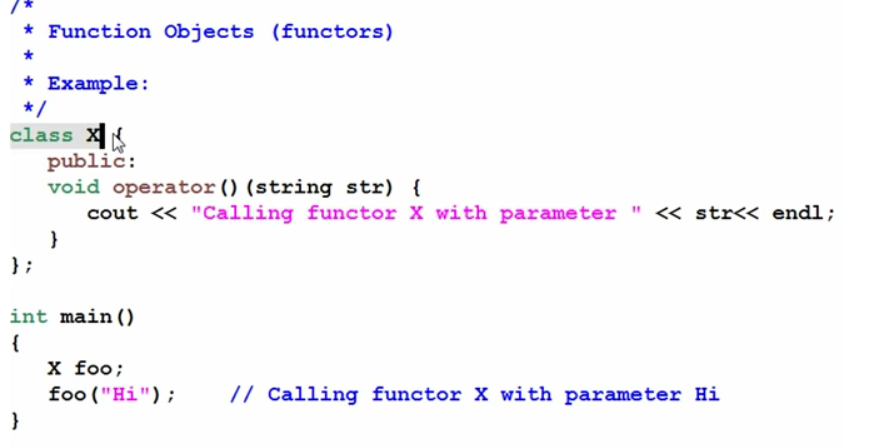 /*
 * Function Objects (functors)
 *
 * Example:
 */
class X {
   public:
   void operator()(string str) {
      cout << "Calling functor X with parameter " << str<< endl;
   }
};

int main()
{
   X foo;
   foo("Hi");    // Calling functor X with parameter Hi
}